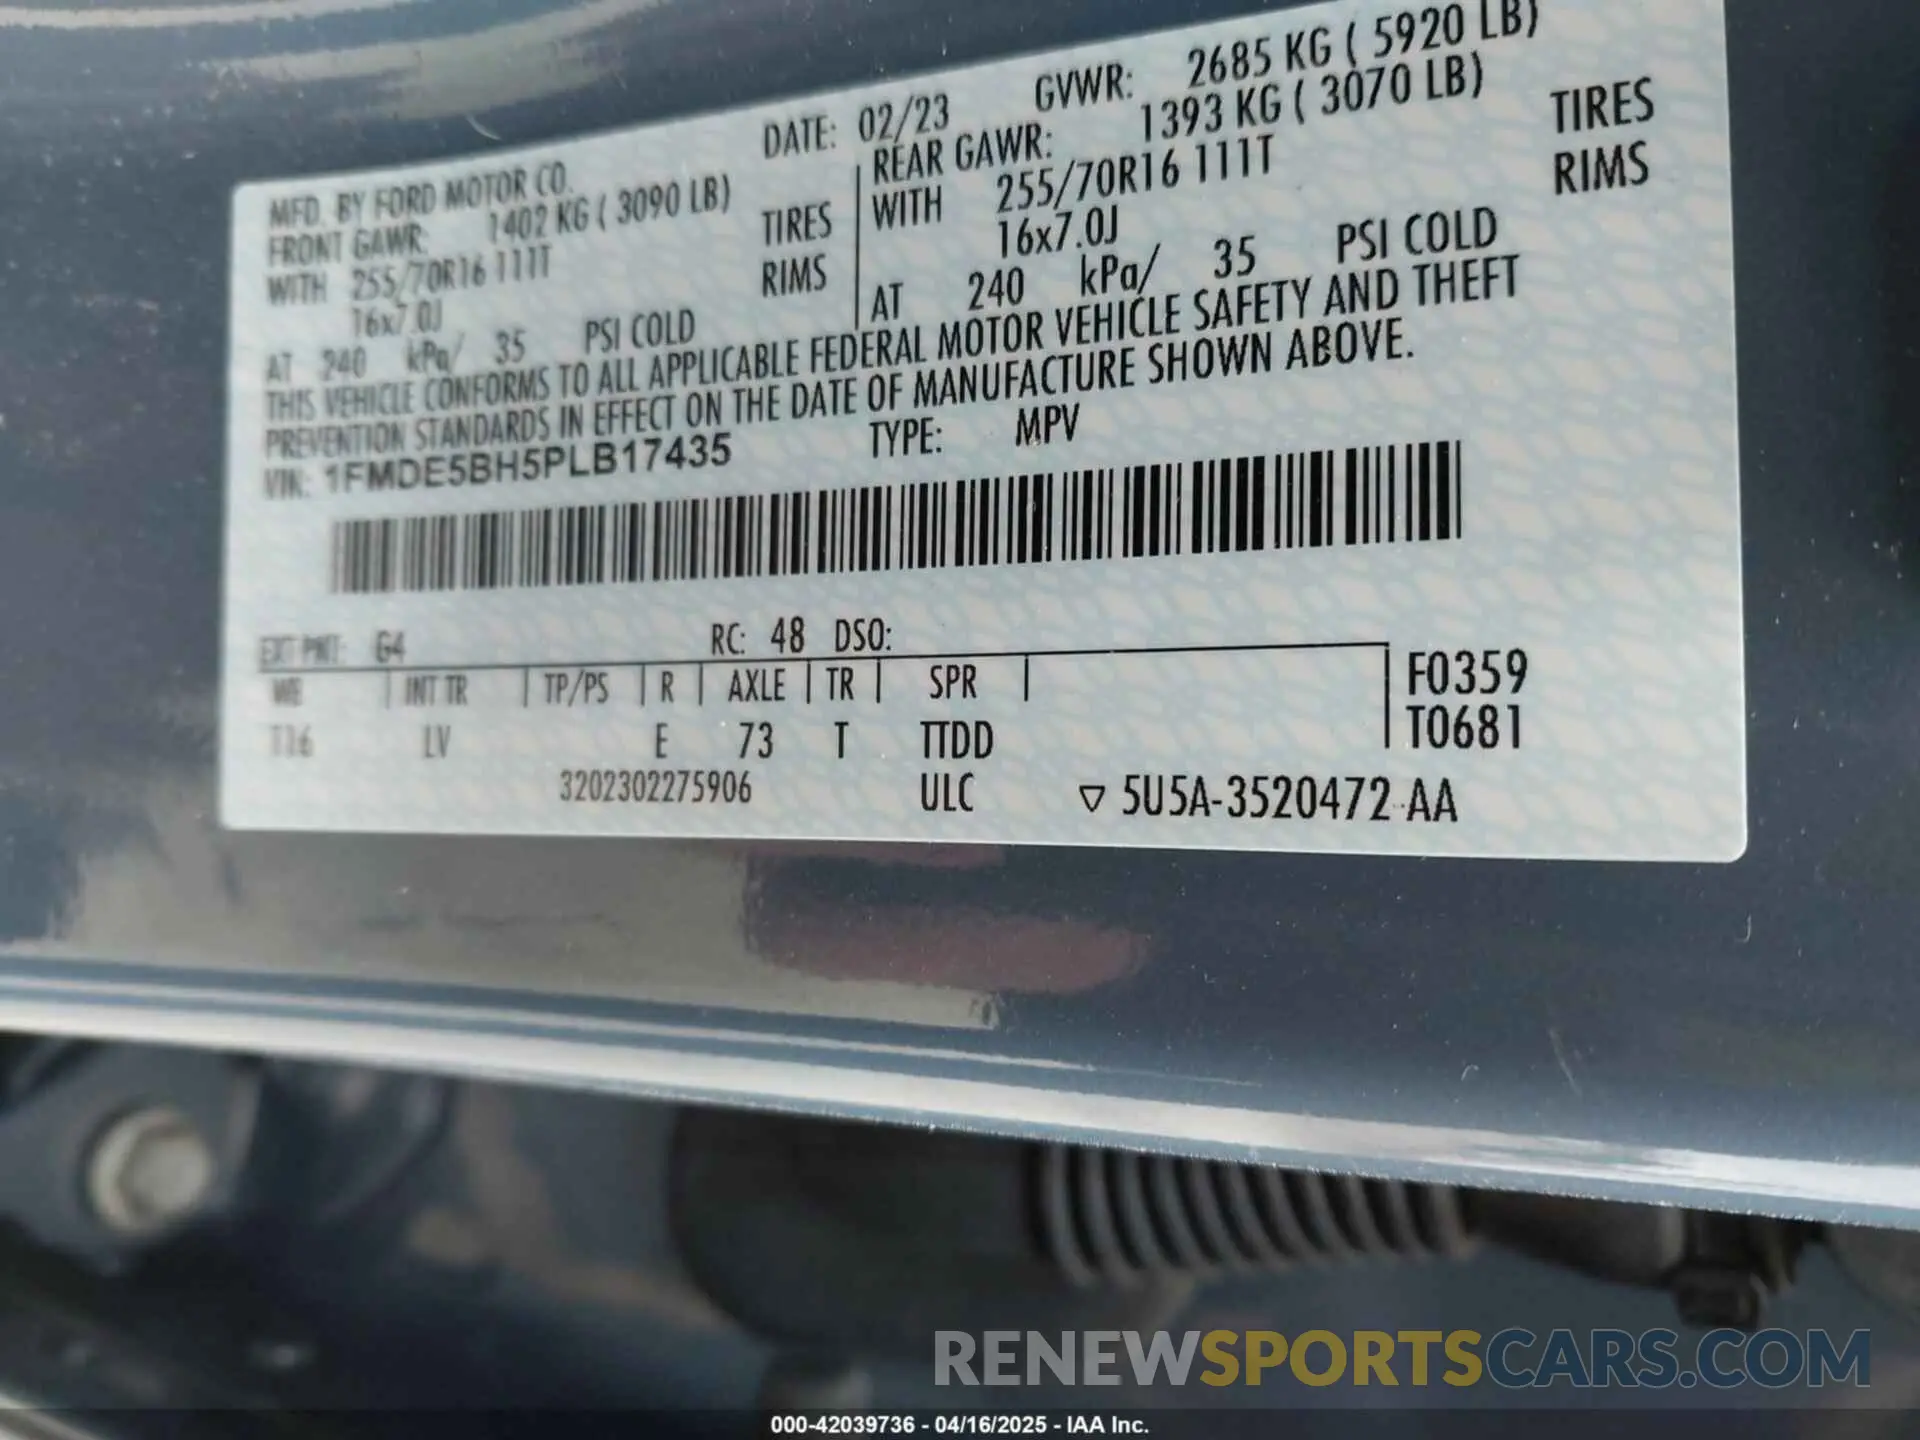 MFD. BY FORD MOTOR CO. DATE: 02/23 GVWR: 2685 KG ( 5920 LB)
FRONT GAWR: 1402 KG ( 3090 LB) REAR GAWR: 1393 KG ( 3070 LB)
WITH 255/70R16 111T TIRES WITH 255/70R16 111T TIRES
16x7.0J RIMS 16x7.0J RIMS
AT 240 kPa/ 35 PSI COLD AT 240 kPa/ 35 PSI COLD
THIS VEHICLE CONFORMS TO ALL APPLICABLE FEDERAL MOTOR VEHICLE SAFETY AND THEFT
PREVENTION STANDARDS IN EFFECT ON THE DATE OF MANUFACTURE SHOWN ABOVE.
VIN: 1FMDE5BH5PLB17435 TYPE: MPV
EXT PNT: G4 RC: 48 DSO:
WB INT TR TP/PS R AXLE TR SPR F0359
T16 LV E 73 T TTDD T0681
3202302275906 ULC ▽ 5U5A-3520472-AA
RENEWSPORTSCARS.COM
000-42039736 - 04/16/2025 - IAA Inc.